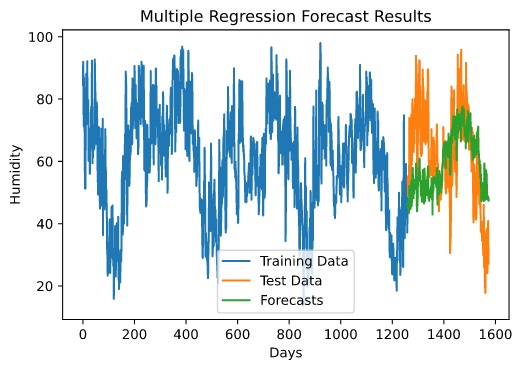 Multiple Regression Forecast Results
Humidity
100
80
60
40
20
Training Data
Test Data
Forecasts
0 200 400 600 800 1000 1200 1400 1600
Days